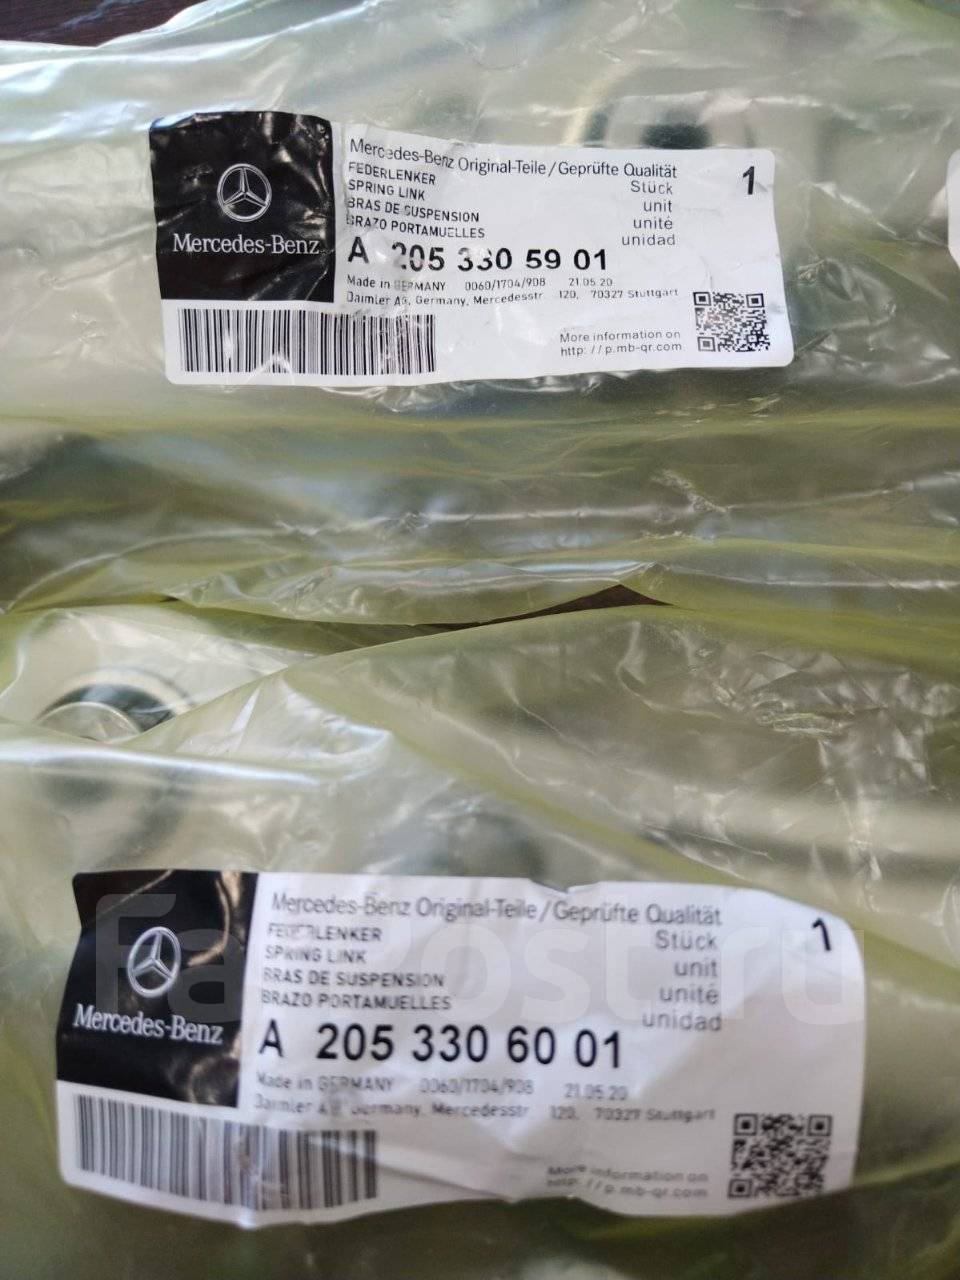 Mercedes-Benz
Mercedes-Benz Original-Teile/Geprüfte Qualität
FEDERLENKER Stück 1
SPRING LINK unit
BRAS DE SUSPENSION unité
BRAZO PORTAMUELLES unidad
A 205 330 59 01
Made in GERMANY 0060/1704/908 21.05.20
Daimler AG, Germany, Mercedesstr. 120, 70327 Stuttgart
More information on
http://p.mb-qr.com
Mercedes-Benz
Mercedes-Benz Original-Teile/Geprüfte Qualität
FEDERLENKER Stück 1
SPRING LINK unit
BRAS DE SUSPENSION unité
BRAZO PORTAMUELLES unidad
A 205 330 60 01
Made in GERMANY 0060/1704/908 21.05.20
Daimler AG, Germany, Mercedesstr 120, 70327 Stuttgart
More information on
http://p.mb-qr.com
FarPost.ru